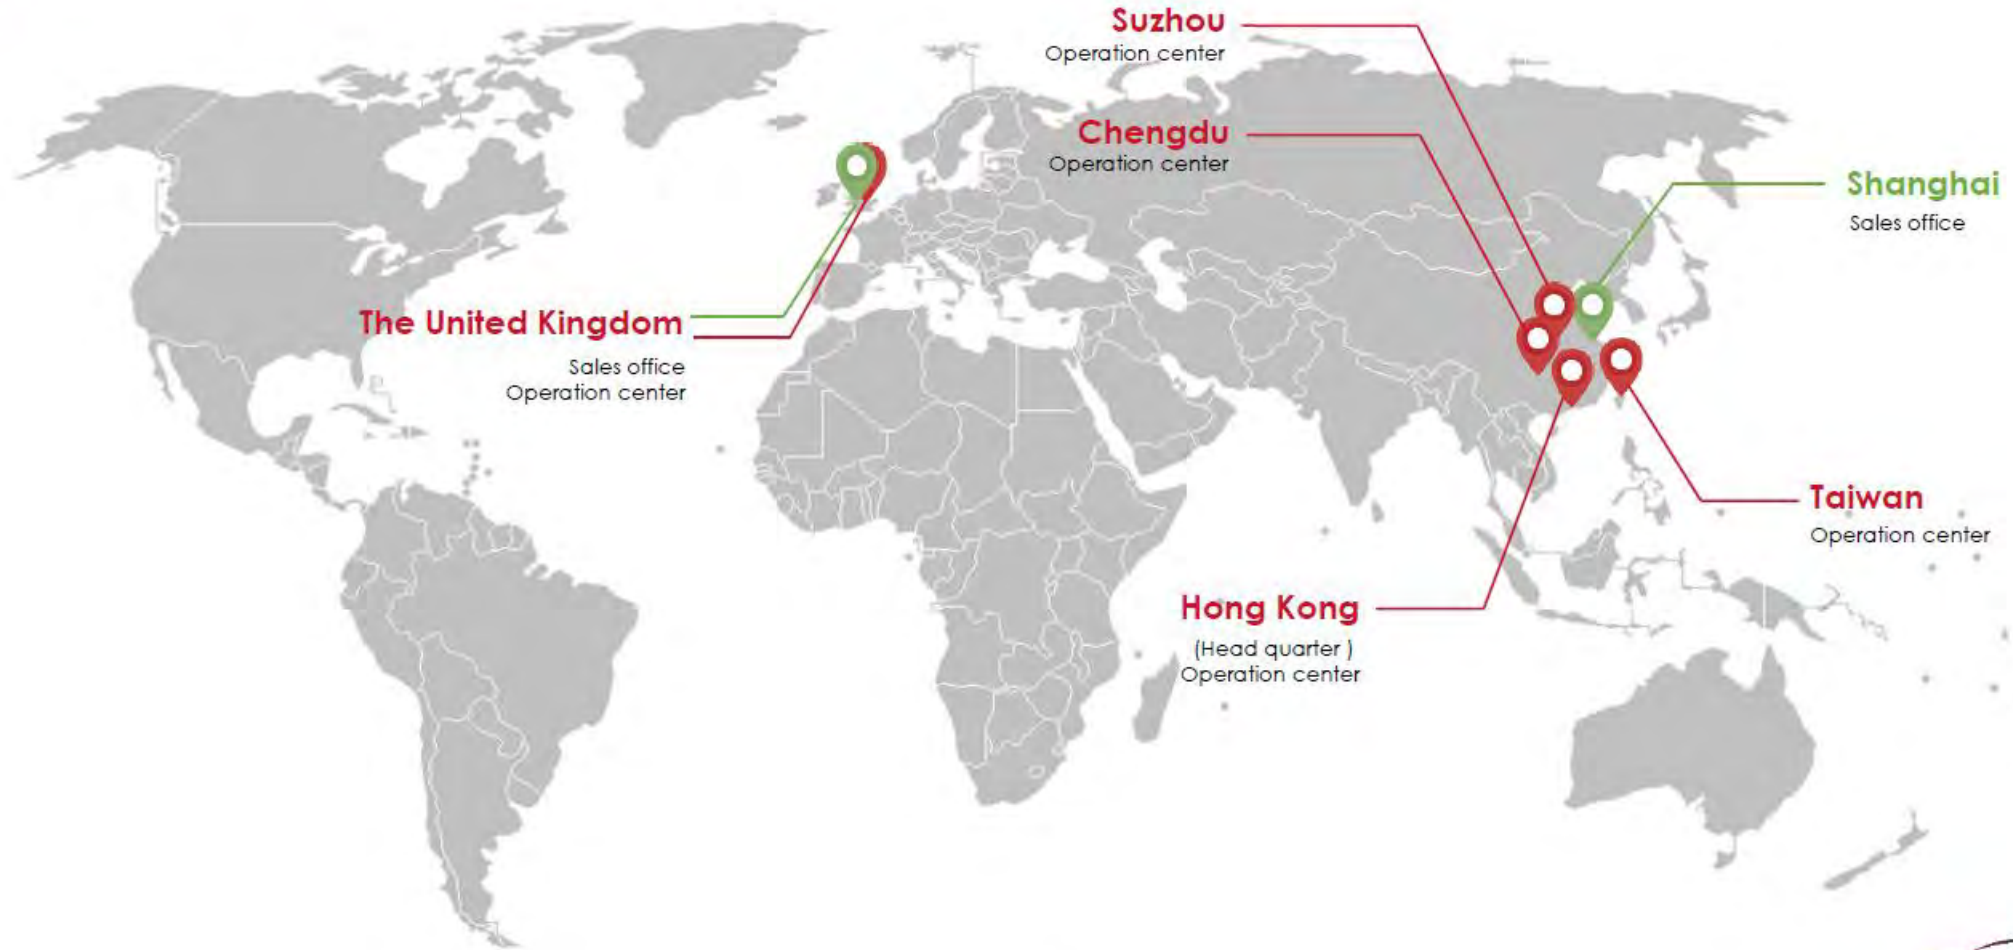 Suzhou
Operation center
Chengdu
Operation center
Shanghai
Sales office
The United Kingdom
Sales office
Operation center
Taiwan
Operation center
Hong Kong
(Head quarter )
Operation center